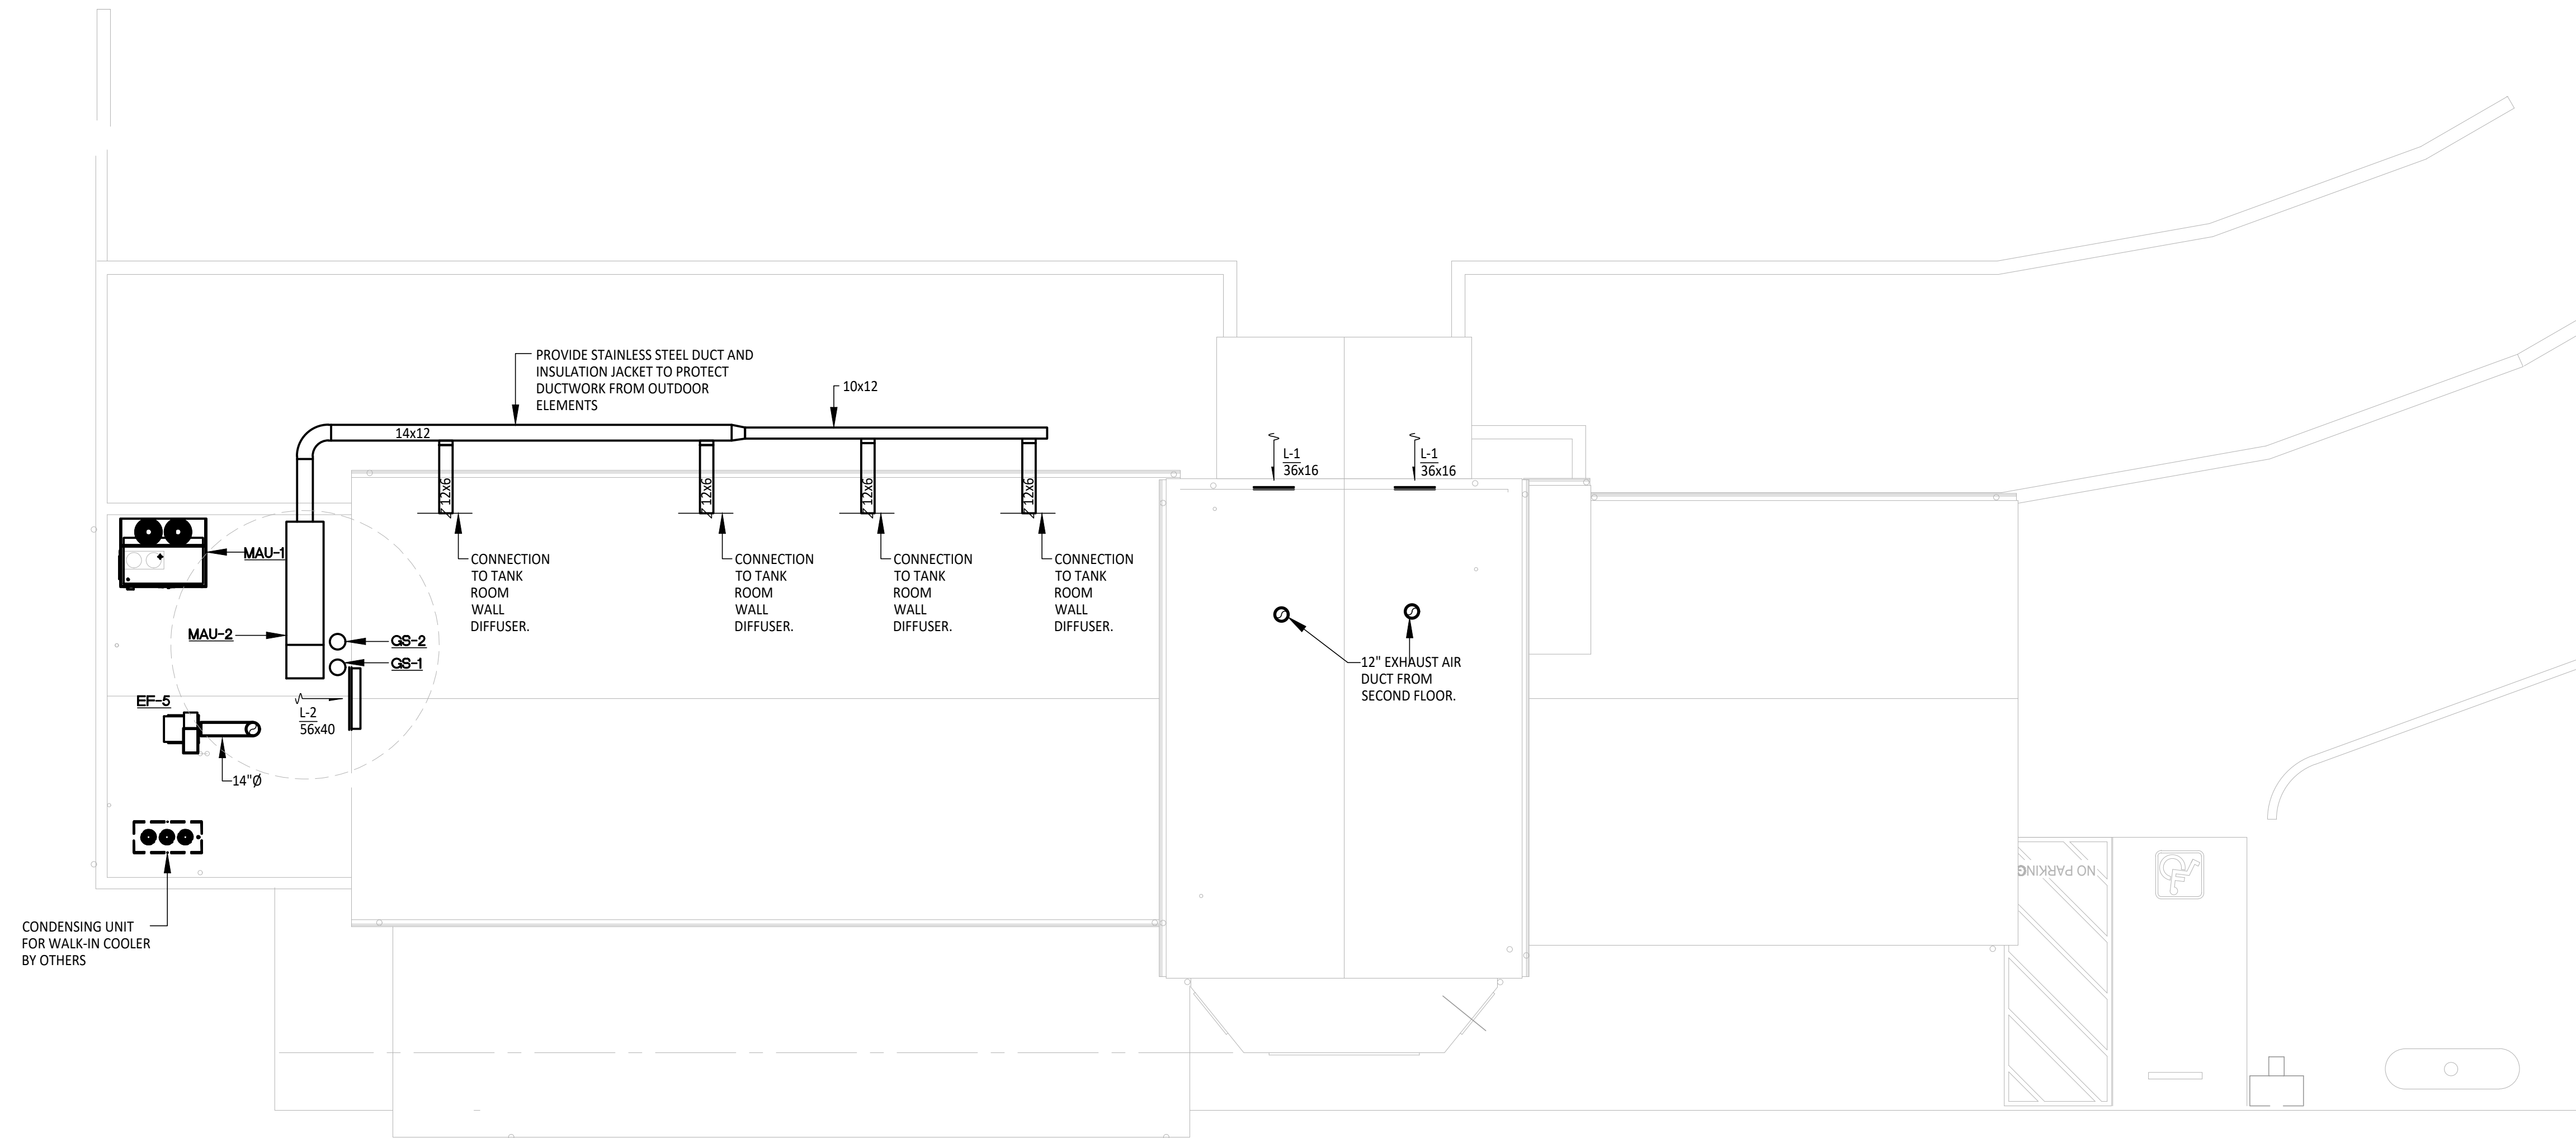 PROVIDE STAINLESS STEEL DUCT AND
INSULATION JACKET TO PROTECT
DUCTWORK FROM OUTDOOR
ELEMENTS
10x12
14x12
L-1
36x16
L-1
36x16
12x6
12x6
12x6
12x6
MAU-1
CONNECTION
TO TANK
ROOM
WALL
DIFFUSER.
CONNECTION
TO TANK
ROOM
WALL
DIFFUSER.
CONNECTION
TO TANK
ROOM
WALL
DIFFUSER.
CONNECTION
TO TANK
ROOM
WALL
DIFFUSER.
MAU-2
GS-2
GS-1
12" EXHAUST AIR
DUCT FROM
SECOND FLOOR.
EF-5
L-2
56x40
14"Ø
NO PARKING
CONDENSING UNIT
FOR WALK-IN COOLER
BY OTHERS